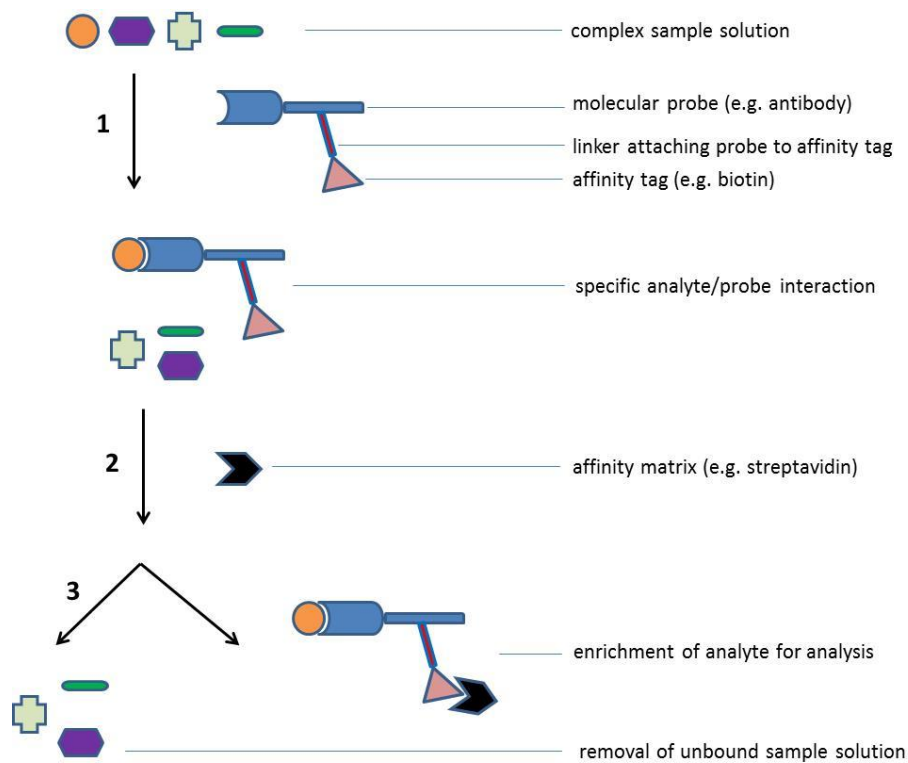 complex sample solution
1
molecular probe (e.g. antibody)
linker attaching probe to affinity tag
affinity tag (e.g. biotin)
specific analyte/probe interaction
2
affinity matrix (e.g. streptavidin)
3
enrichment of analyte for analysis
removal of unbound sample solution